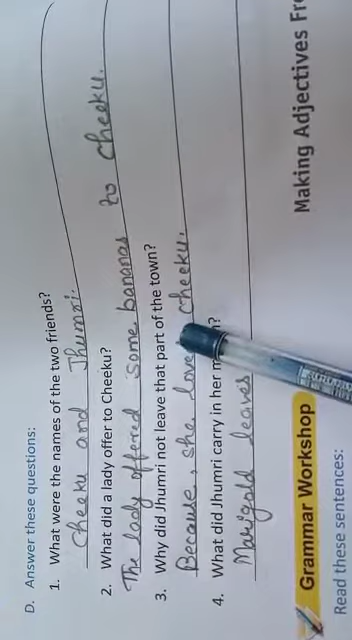 D. Answer these questions:
1. What were the names of the two friends?
Cheeku and Jhumri.
2. What did a lady offer to Cheeku?
The lady offered some bananas to cheeku.
3. Why did Jhumri not leave that part of the town?
Because, she love cheeku.
4. What did Jhumri carry in her
Marigold leaves
Grammar Workshop
Making Adjectives
Read these sentences: